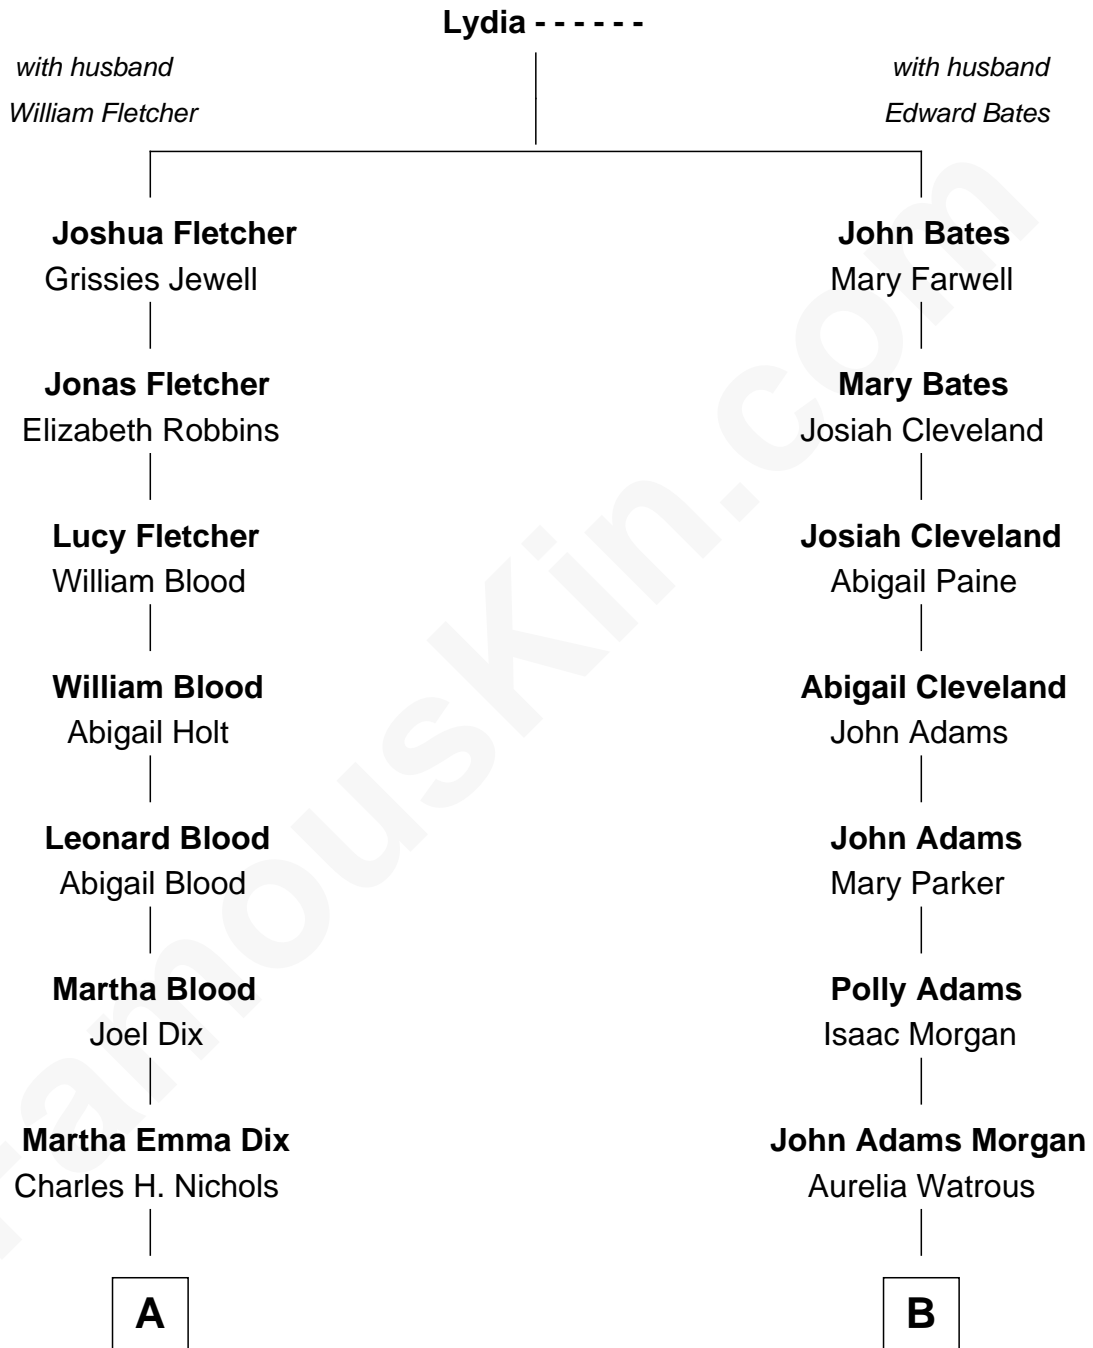 Lydia - - - - - -
with husband
William Fletcher
with husband
Edward Bates
Joshua Fletcher
Grissies Jewell
John Bates
Mary Farwell
Jonas Fletcher
Elizabeth Robbins
Mary Bates
Josiah Cleveland
Lucy Fletcher
William Blood
Josiah Cleveland
Abigail Paine
William Blood
Abigail Holt
Abigail Cleveland
John Adams
Leonard Blood
Abigail Blood
John Adams
Mary Parker
Martha Blood
Joel Dix
Polly Adams
Isaac Morgan
Martha Emma Dix
Charles H. Nichols
John Adams Morgan
Aurelia Watrous
A
B
FamousKin.com